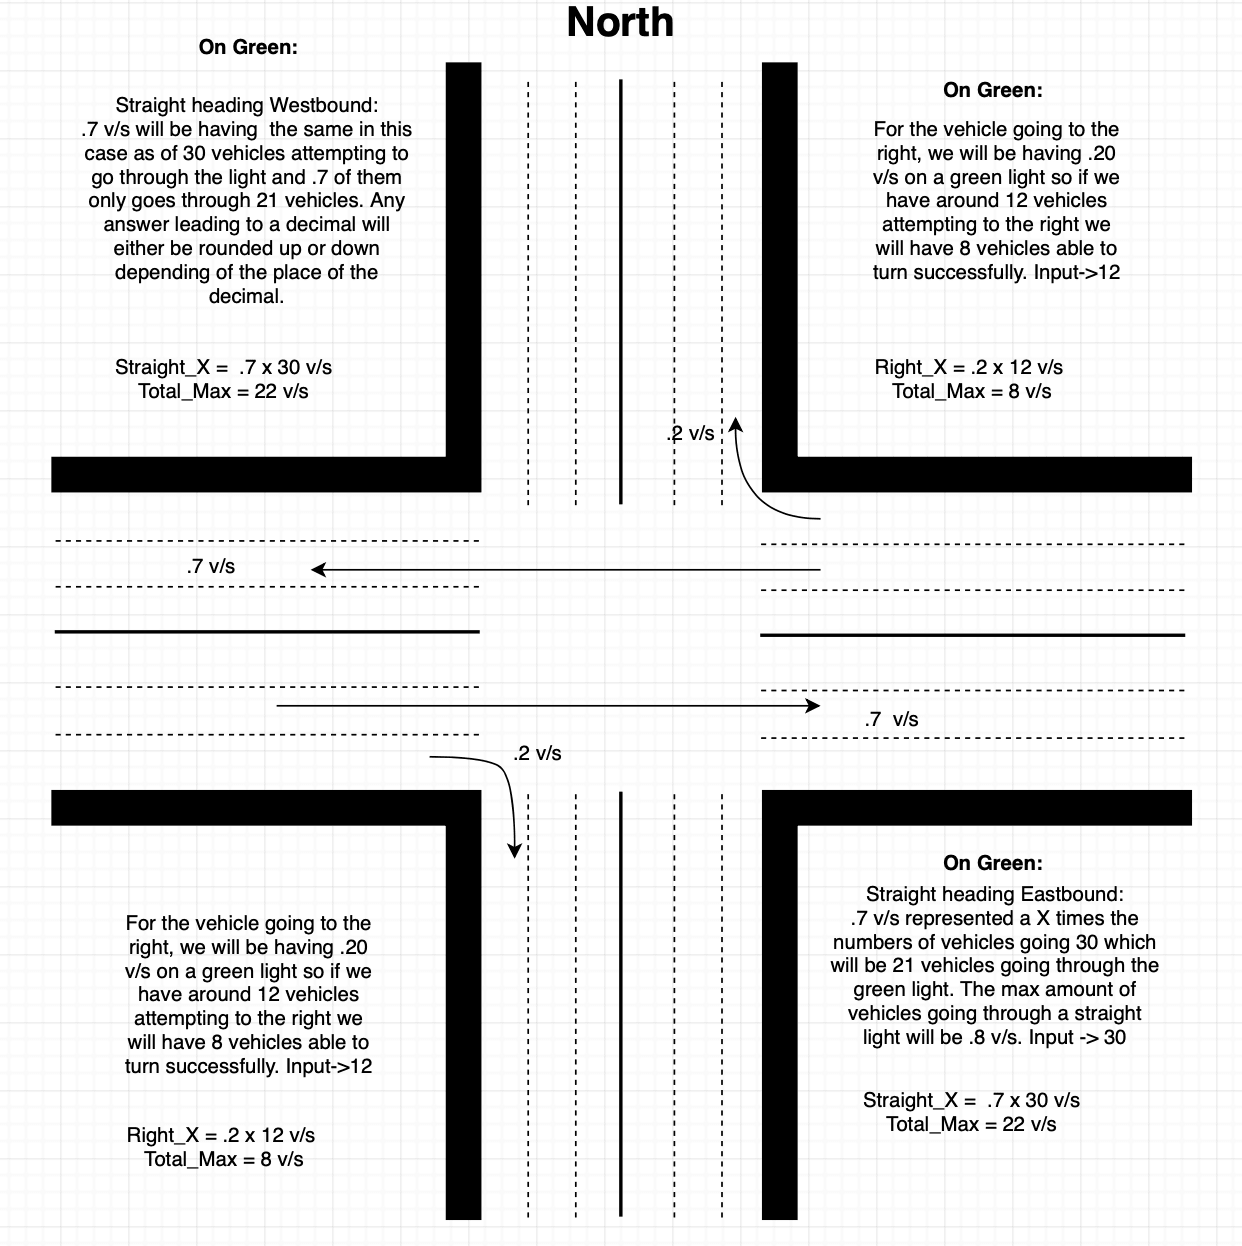 North
On Green:
Straight heading Westbound:
.7 v/s will be having  the same in this
case as of 30 vehicles attempting to
go through the light and .7 of them
only goes through 21 vehicles. Any
answer leading to a decimal will
either be rounded up or down
depending of the place of the
decimal.
Straight_X =  .7 x 30 v/s
Total_Max = 22 v/s
On Green:
For the vehicle going to the
right, we will be having .20
v/s on a green light so if we
have around 12 vehicles
attempting to the right we
will have 8 vehicles able to
turn successfully. Input->12
Right_X = .2 x 12 v/s
Total_Max = 8 v/s
.2 v/s
.7 v/s
.7  v/s
.2 v/s
For the vehicle going to the
right, we will be having .20
v/s on a green light so if we
have around 12 vehicles
attempting to the right we
will have 8 vehicles able to
turn successfully. Input->12
Right_X = .2 x 12 v/s
Total_Max = 8 v/s
On Green:
Straight heading Eastbound:
.7 v/s represented a X times the
numbers of vehicles going 30 which
will be 21 vehicles going through the
green light. The max amount of
vehicles going through a straight
light will be .8 v/s. Input -> 30
Straight_X =  .7 x 30 v/s
Total_Max = 22 v/s